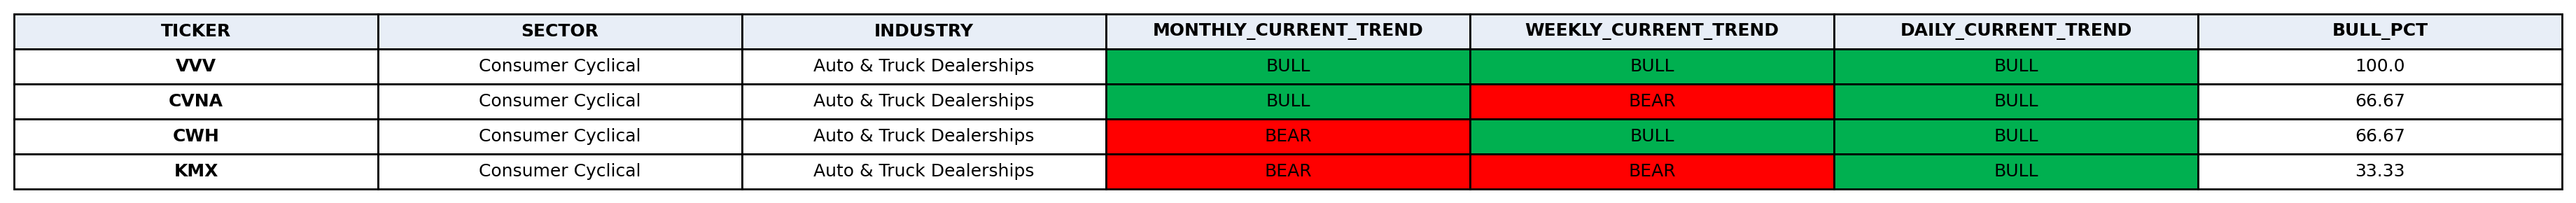 TICKER SECTOR INDUSTRY MONTHLY_CURRENT_TREND WEEKLY_CURRENT_TREND DAILY_CURRENT_TREND BULL_PCT
VVV Consumer Cyclical Auto & Truck Dealerships BULL BULL BULL 100.0
CVNA Consumer Cyclical Auto & Truck Dealerships BULL BEAR BULL 66.67
CWH Consumer Cyclical Auto & Truck Dealerships BEAR BULL BULL 66.67
KMX Consumer Cyclical Auto & Truck Dealerships BEAR BEAR BULL 33.33